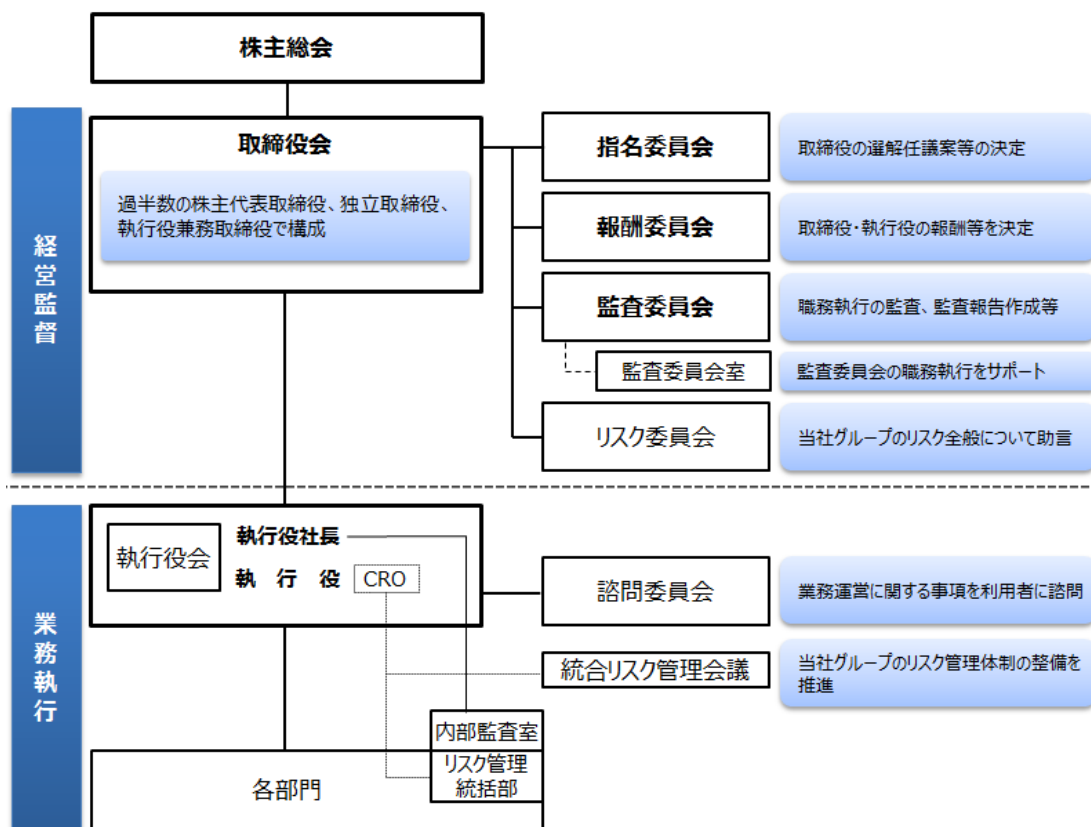 株主総会
経営監督
取締役会
過半数の株主代表取締役、独立取締役、
執行役兼務取締役で構成
指名委員会
取締役の選解任議案等の決定
報酬委員会
取締役・執行役の報酬等を決定
監査委員会
職務執行の監査、監査報告作成等
監査委員会室
監査委員会の職務執行をサポート
リスク委員会
当社グループのリスク全般について助言
業務執行
執行役会
執行役社長
執行役
CRO
諮問委員会
業務運営に関する事項を利用者に諮問
統合リスク管理会議
当社グループのリスク管理体制の整備を
推進
内部監査室
リスク管理
統括部
各部門